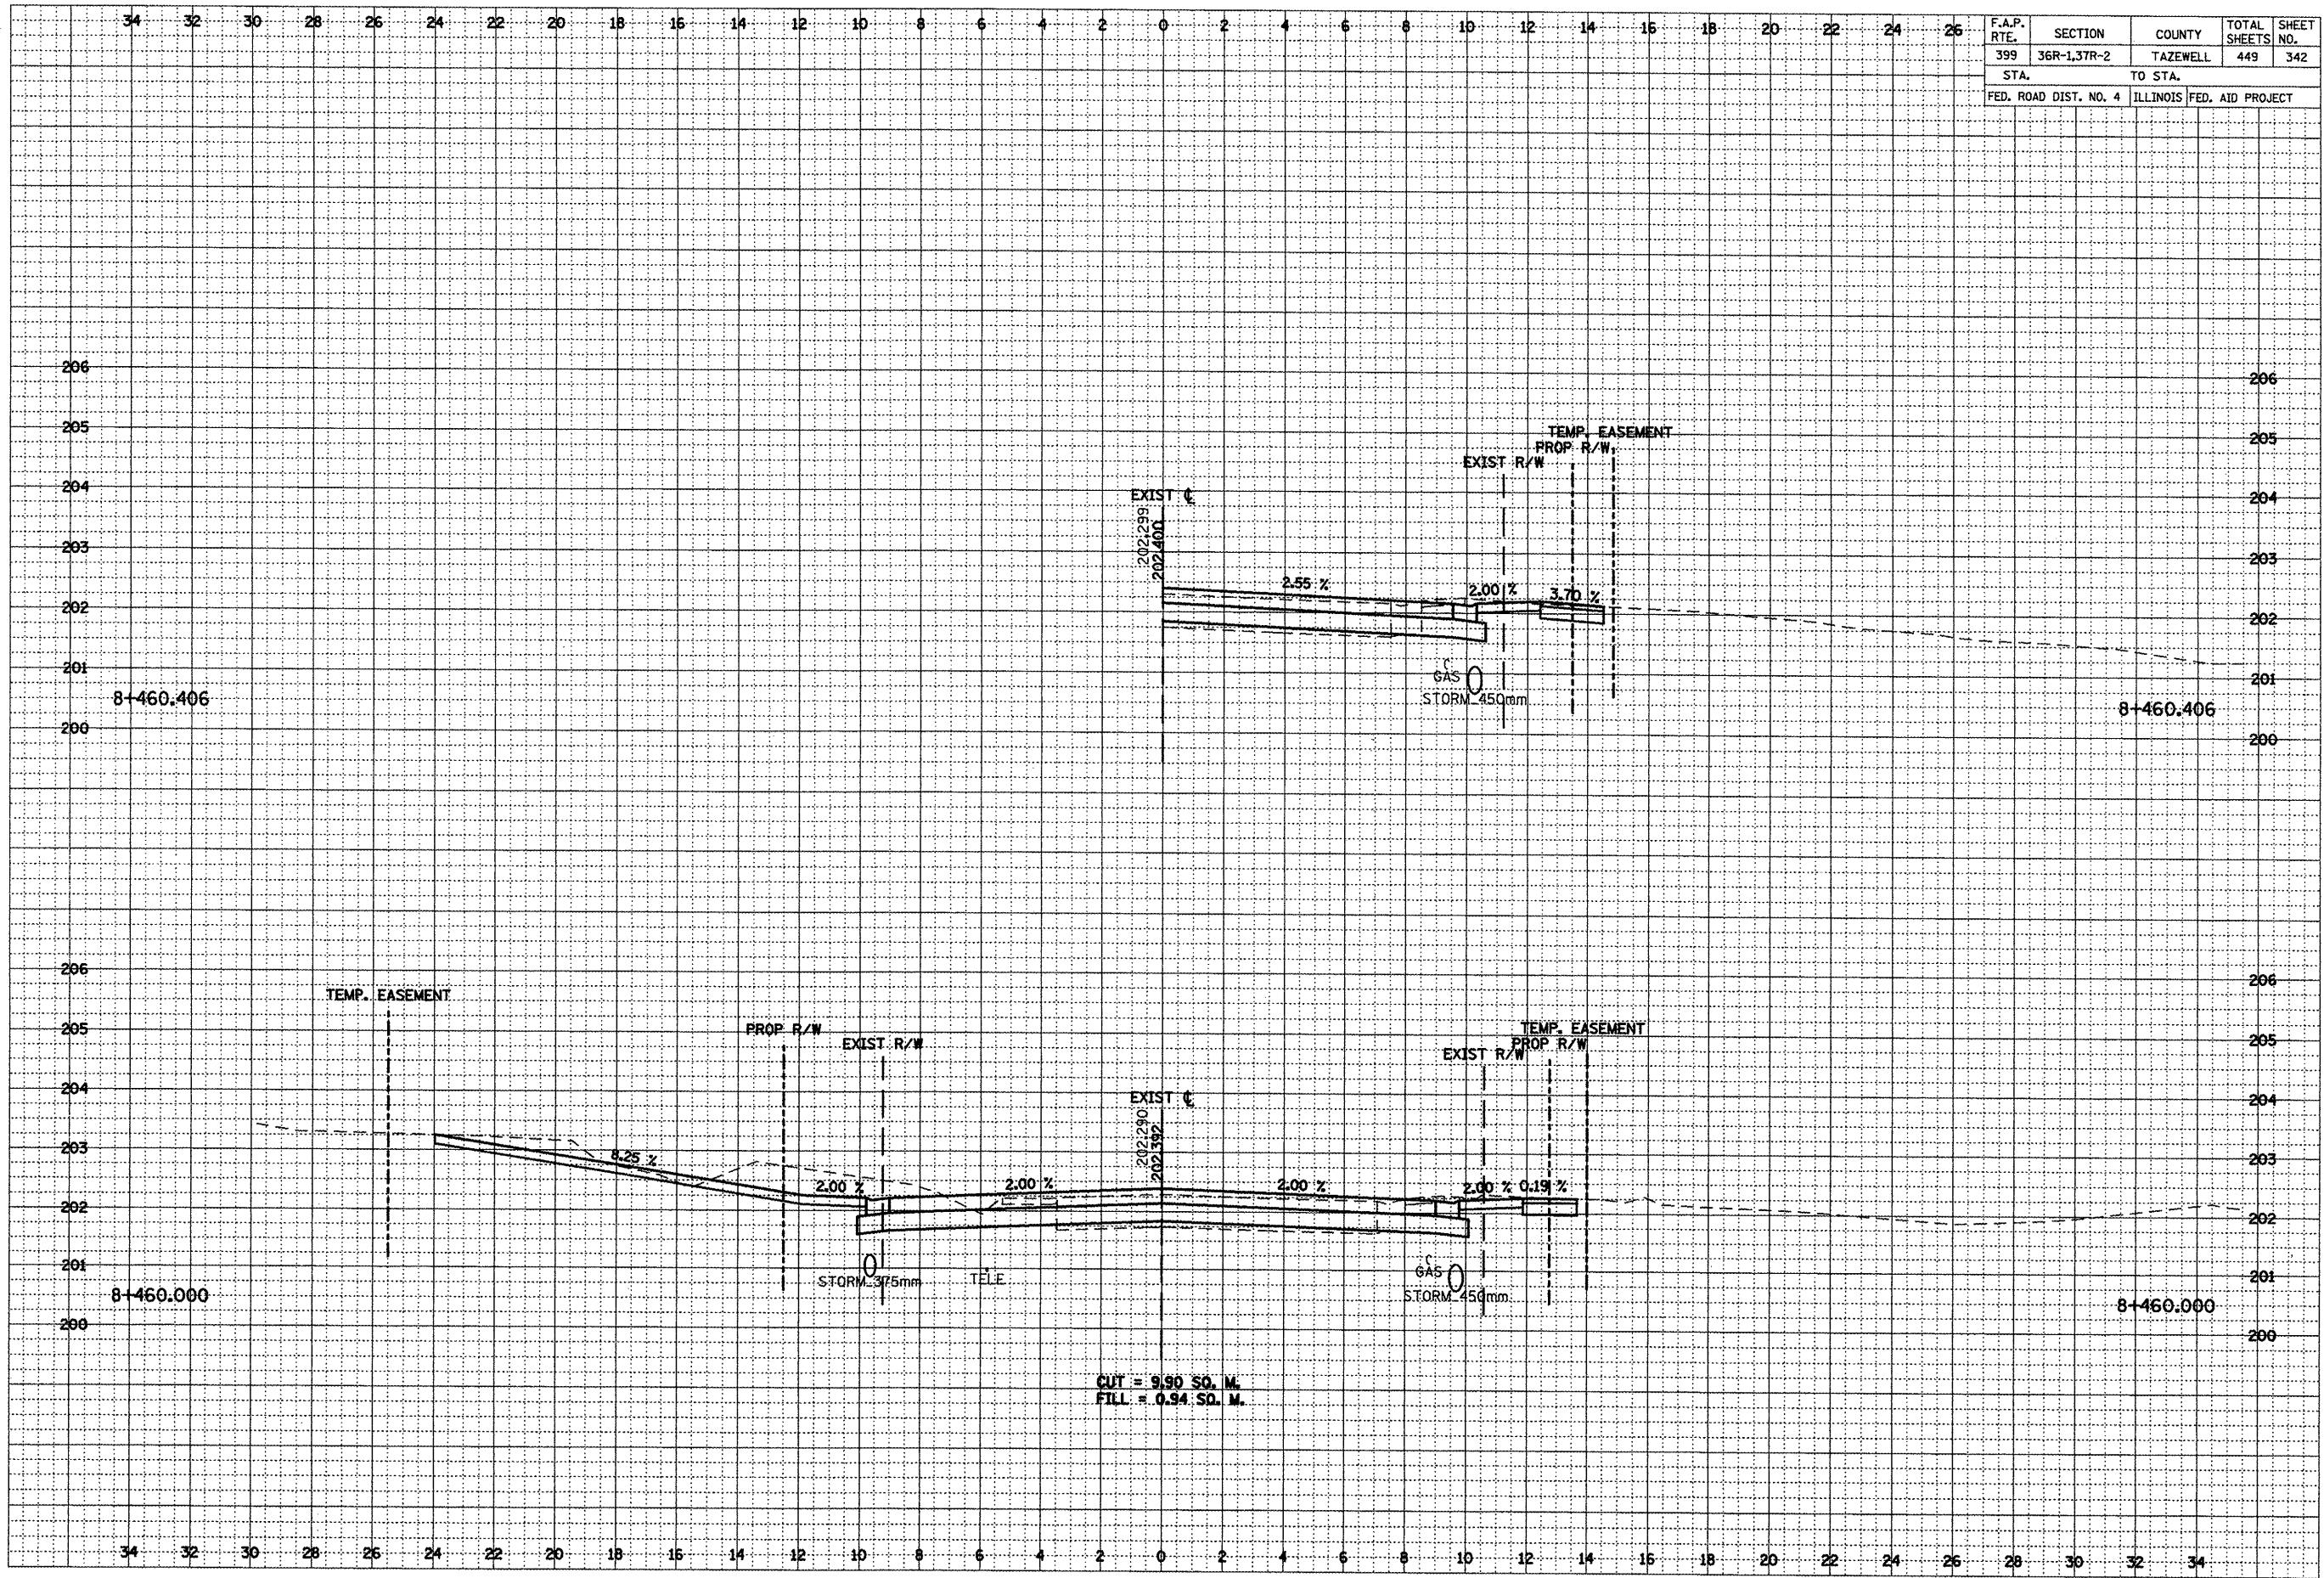 34 32 30 28 26 24 22 20 18 16 14 12 10 8 6 4 2 0 2 4 6 8 10 12 14 16 18 20 22 24 26
F.A.P. RTE. SECTION COUNTY TOTAL SHEETS SHEET NO.
399 36R-1,37R-2 TAZEWELL 449 342
STA. TO STA.
FED. ROAD DIST. NO. 4 ILLINOIS FED. AID PROJECT
206 206
205 TEMP. EASEMENT 205
PROP R/W
EXIST R/W
204 EXIST ℄ 204
202.299
202.400
203 203
2.55 % 2.00 % 3.70 %
202 202
201 C 201
GAS
STORM_450mm
8+460.406 8+460.406
200 200
206 206
TEMP. EASEMENT
205 PROP R/W TEMP. EASEMENT 205
EXIST R/W PROP R/W
EXIST R/W
204 EXIST ℄ 204
202.290
202.392
203 203
8.25 % 2.00 % 2.00 % 2.00 % 2.00 % 0.19 %
202 202
201 C 201
GAS
STORM_375mm TELE
STORM_450mm
8+460.000 8+460.000
200 200
CUT = 9.90 SQ. M.
FILL = 0.94 SQ. M.
34 32 30 28 26 24 22 20 18 16 14 12 10 8 6 4 2 0 2 4 6 8 10 12 14 16 18 20 22 24 26 28 30 32 34